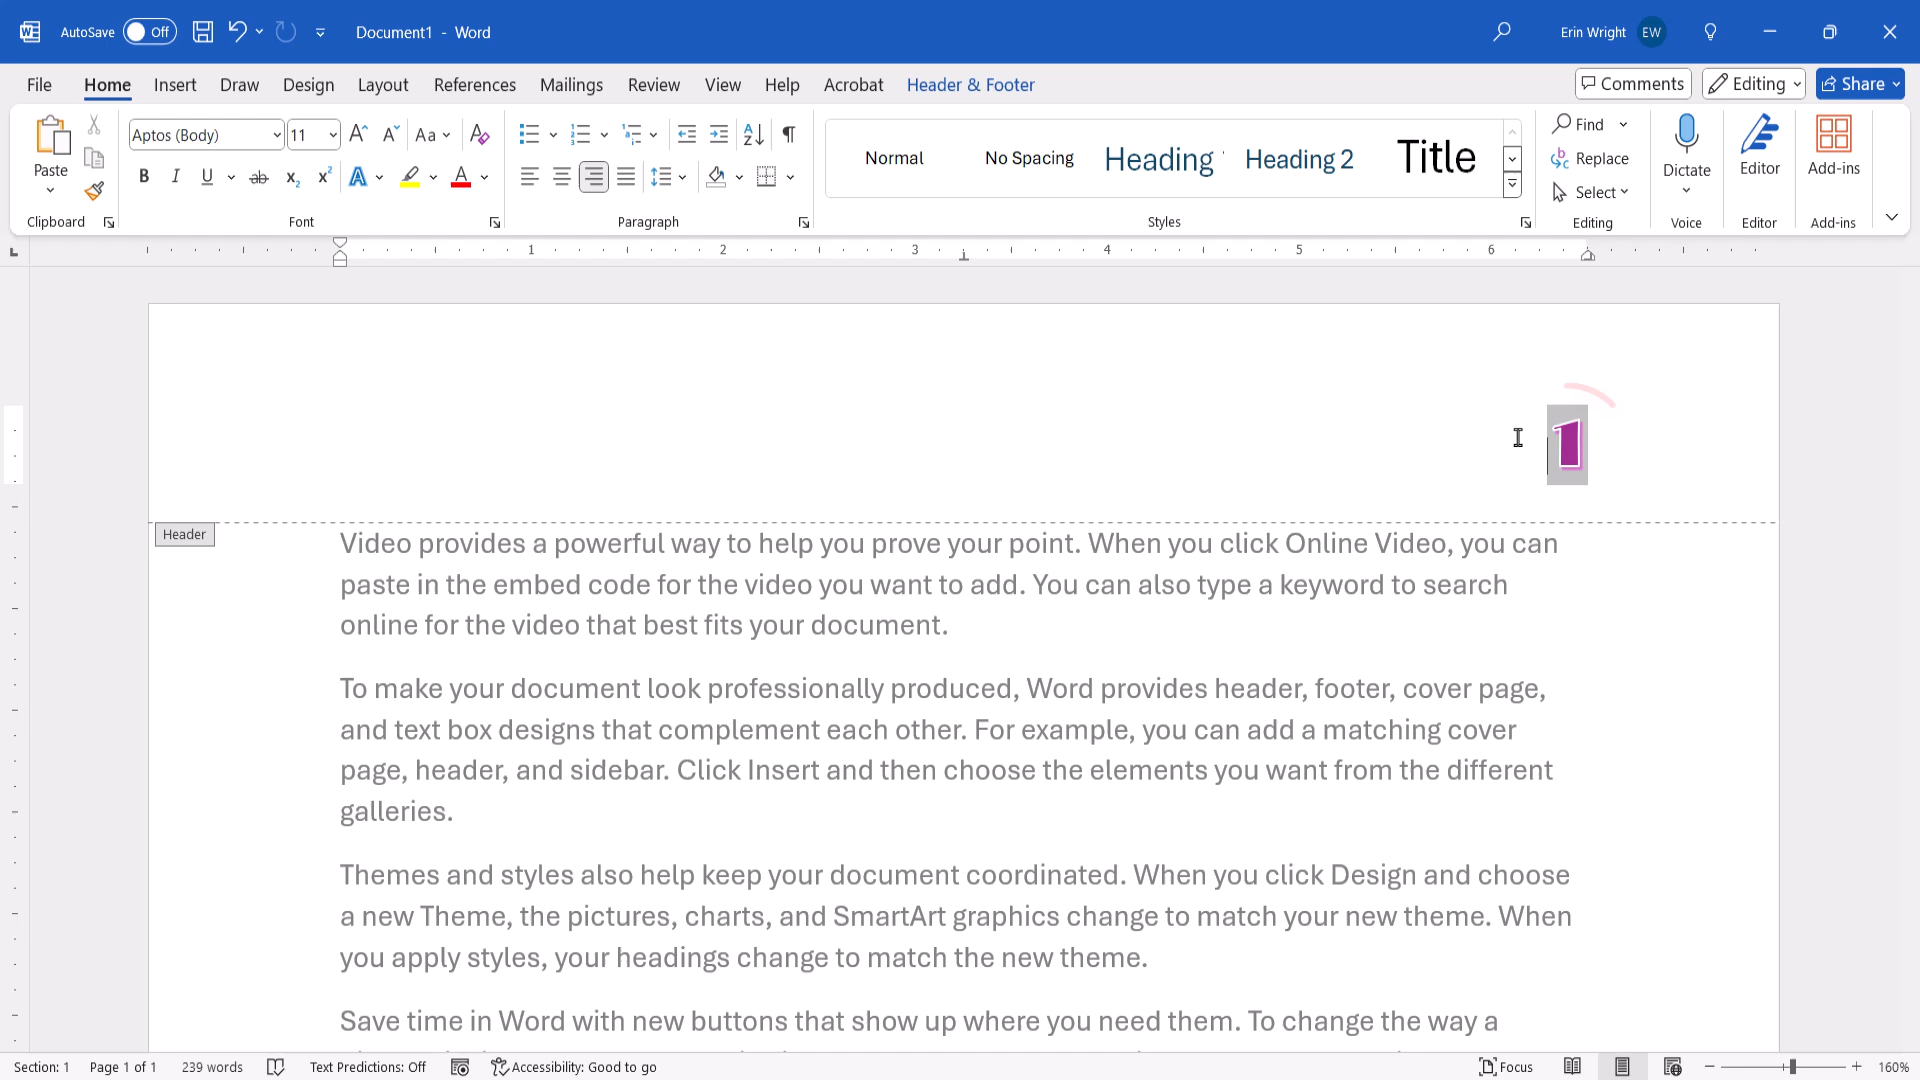 AutoSave Off Document1 - Word Erin Wright EW
File Home Insert Draw Design Layout References Mailings Review View Help Acrobat Header & Footer Comments Editing Share
Paste Aptos (Body) 11 Aa Normal No Spacing Heading Heading 2 Title Find Replace Select Dictate Editor Add-ins
Clipboard Font Paragraph Styles Editing Voice Editor Add-ins
1 2 3 4 5 6
1
Header
Video provides a powerful way to help you prove your point. When you click Online Video, you can
paste in the embed code for the video you want to add. You can also type a keyword to search
online for the video that best fits your document.
To make your document look professionally produced, Word provides header, footer, cover page,
and text box designs that complement each other. For example, you can add a matching cover
page, header, and sidebar. Click Insert and then choose the elements you want from the different
galleries.
Themes and styles also help keep your document coordinated. When you click Design and choose
a new Theme, the pictures, charts, and SmartArt graphics change to match your new theme. When
you apply styles, your headings change to match the new theme.
Save time in Word with new buttons that show up where you need them. To change the way a
Section: 1 Page 1 of 1 239 words Text Predictions: Off Accessibility: Good to go Focus 160%